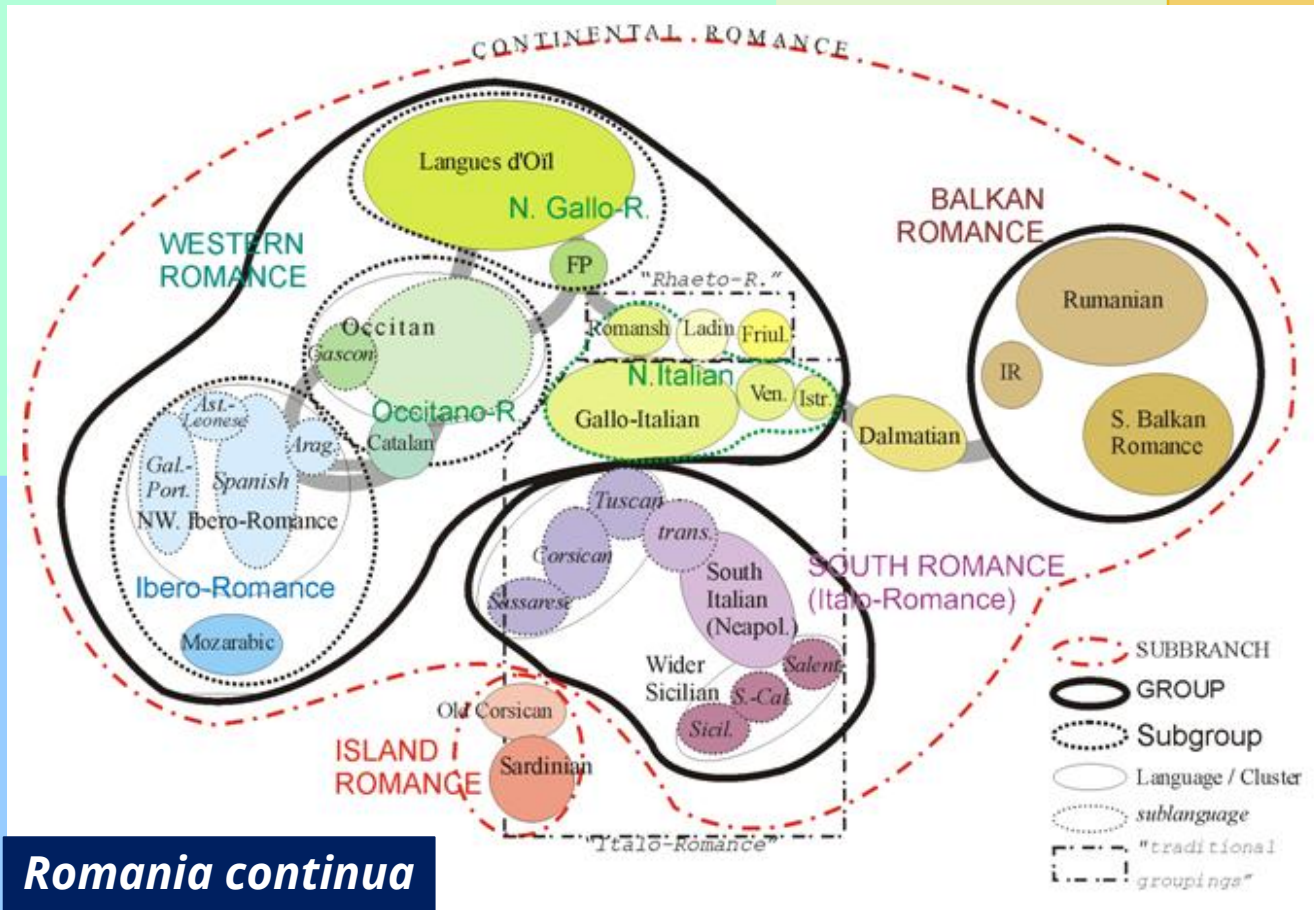 CONTINENTAL ROMANCE
Langues d'Oïl
N. Gallo-R.
WESTERN
ROMANCE
FP
"Rhaeto-R."
BALKAN
ROMANCE
Rumanian
IR
S. Balkan
Romance
Occitan
Gascon
Romansh
Ladin
Friul.
N.Italian
Ven.
Istr.
Gallo-Italian
Dalmatian
Occitano-R.
Catalan
Ast.-
Leonese
Arag.
Gal.-
Port.
Spanish
NW. Ibero-Romance
Ibero-Romance
Mozarabic
Tuscan
trans.
Corsican
Sassarese
South
Italian
(Neapol.)
SOUTH ROMANCE
(Italo-Romance)
Wider
Sicilian
Salent.
S.-Cal.
Sicil.
Old Corsican
ISLAND
ROMANCE
Sardinian
"Italo-Romance"
SUBBRANCH
GROUP
Subgroup
Language / Cluster
sublanguage
"traditional
groupings"
Romania continua